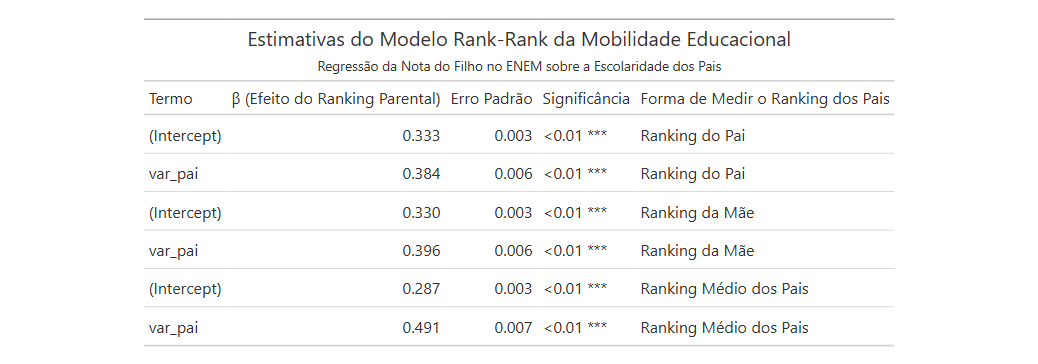 Estimativas do Modelo Rank-Rank da Mobilidade Educacional
Regressão da Nota do Filho no ENEM sobre a Escolaridade dos Pais
Termo β (Efeito do Ranking Parental) Erro Padrão Significância Forma de Medir o Ranking dos Pais
(Intercept) 0.333 0.003 <0.01 *** Ranking do Pai
var_pai 0.384 0.006 <0.01 *** Ranking do Pai
(Intercept) 0.330 0.003 <0.01 *** Ranking da Mãe
var_pai 0.396 0.006 <0.01 *** Ranking da Mãe
(Intercept) 0.287 0.003 <0.01 *** Ranking Médio dos Pais
var_pai 0.491 0.007 <0.01 *** Ranking Médio dos Pais